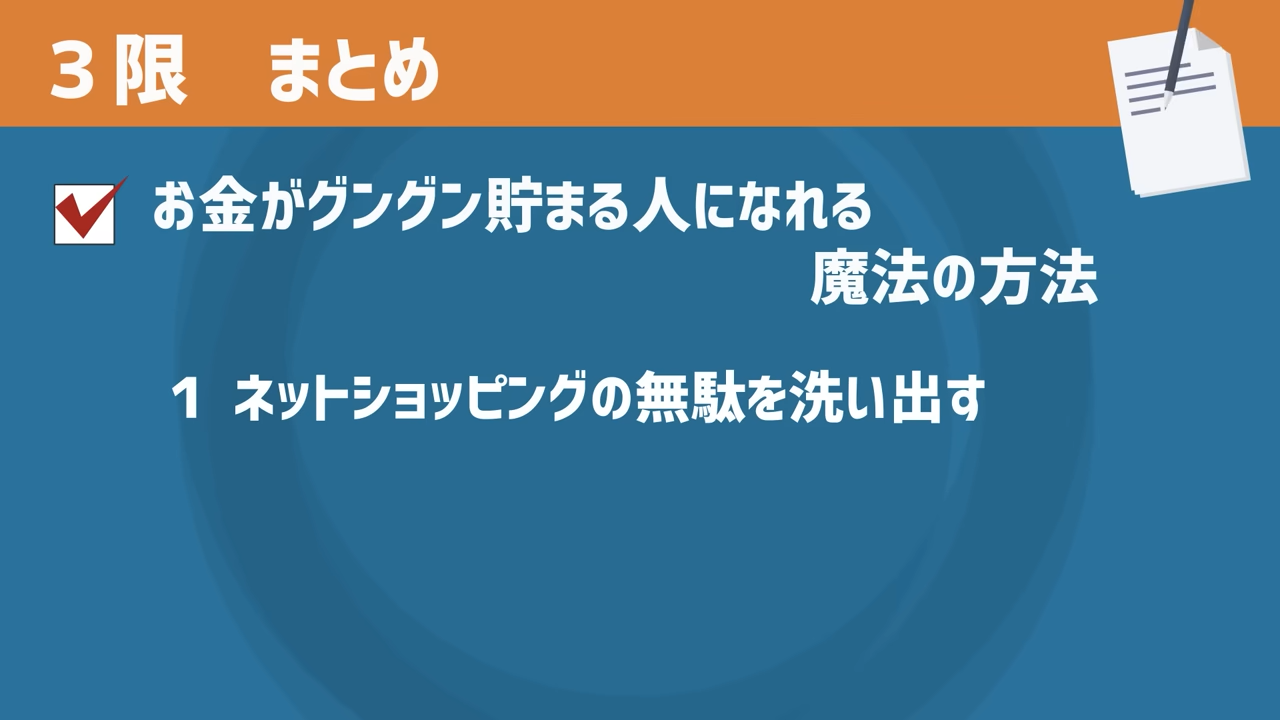 ３限　まとめ
お金がグングン貯まる人になれる
魔法の方法
１ ネットショッピングの無駄を洗い出す